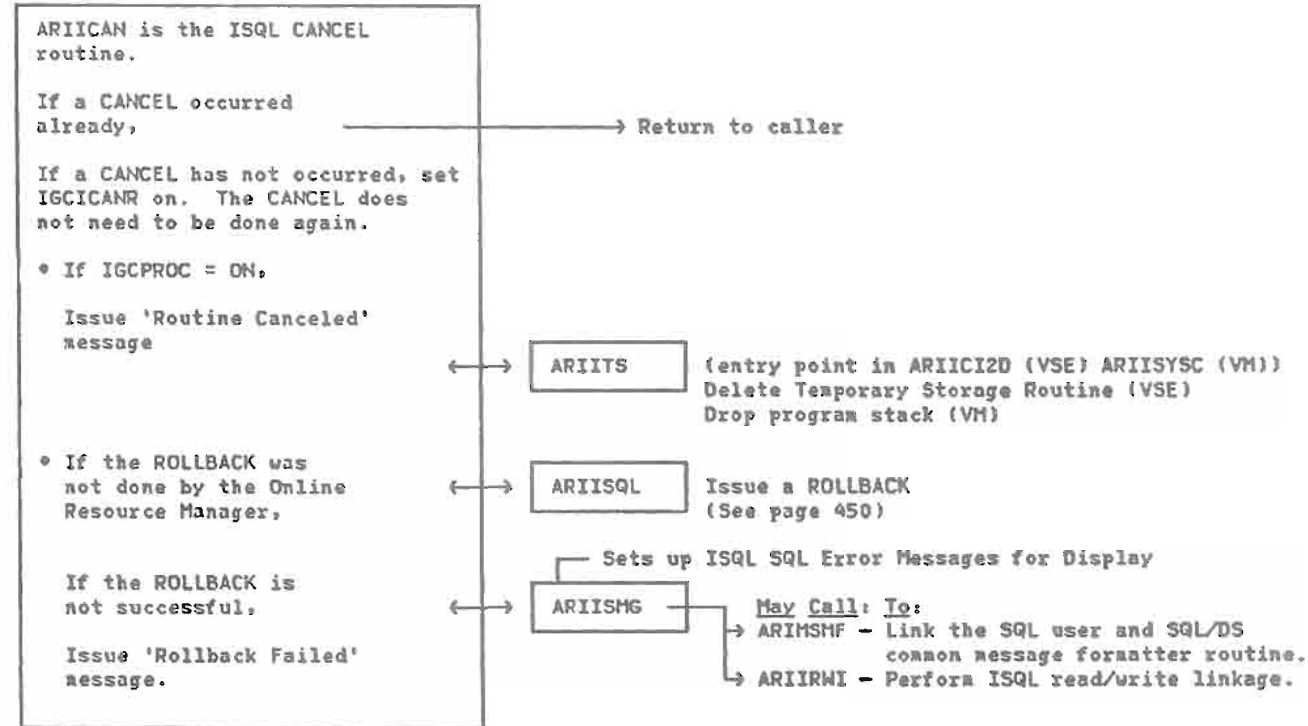 ARIICAN is the ISQL CANCEL
routine.
If a CANCEL occurred
already,
Return to caller
If a CANCEL has not occurred, set
IGCICANR on. The CANCEL does
not need to be done again.
• If IGCPROC = ON,
Issue 'Routine Canceled'
message
ARIITS
(entry point in ARIICI2D (VSE) ARIISYSC (VM))
Delete Temporary Storage Routine (VSE)
Drop program stack (VM)
• If the ROLLBACK was
not done by the Online
Resource Manager,
ARIISQL
Issue a ROLLBACK
(See page 450)
Sets up ISQL SQL Error Messages for Display
If the ROLLBACK is
not successful,
ARIISMG
May Call: To:
ARIMSMF - Link the SQL user and SQL/DS
common message formatter routine.
ARIIRWI - Perform ISQL read/write linkage.
Issue 'Rollback Failed'
message.